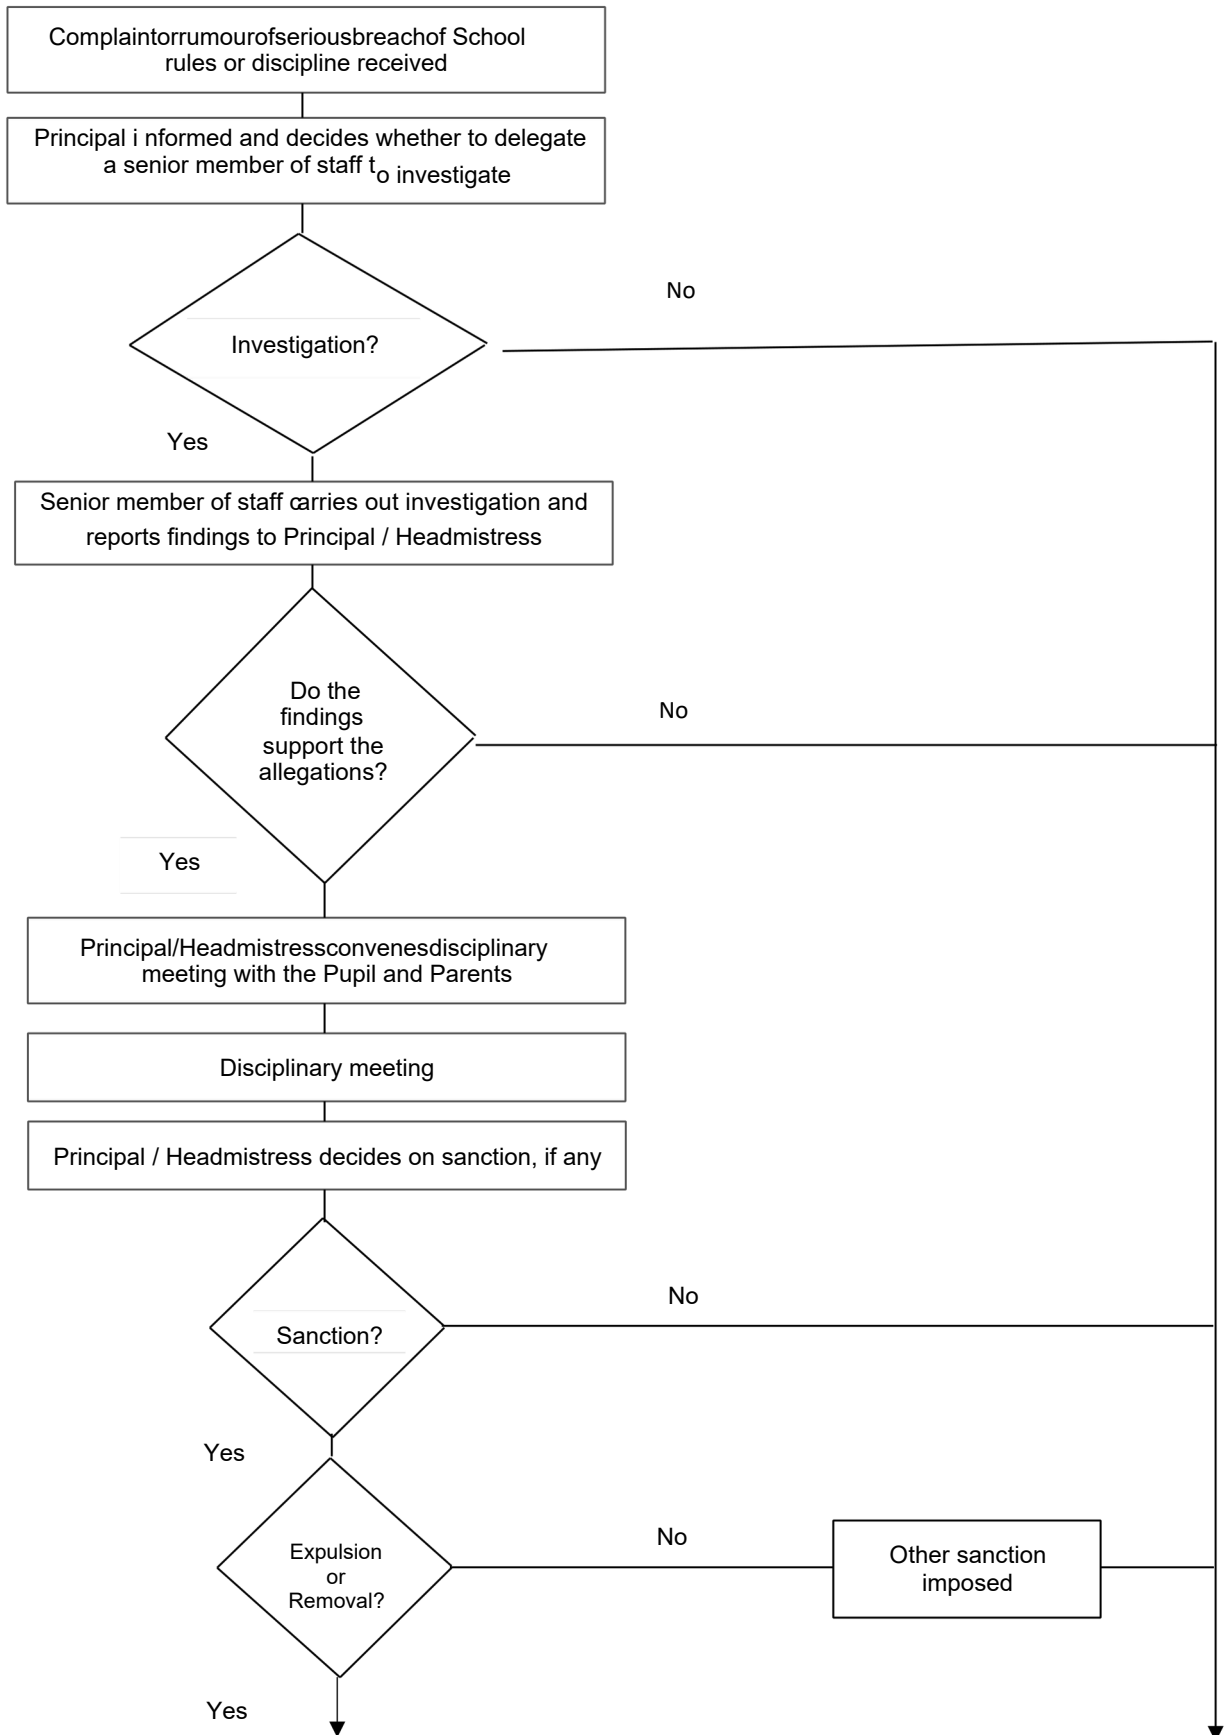 Complaintorrumourofseriousbreachof School
rules or discipline received
Principal i nformed and decides whether to delegate
a senior member of staff to investigate
No
Investigation?
Yes
Senior member of staff carries out investigation and
reports findings to Principal / Headmistress
Do the
findings
support the
allegations?
No
Yes
Principal/Headmistressconvenesdisciplinary
meeting with the Pupil and Parents
Disciplinary meeting
Principal / Headmistress decides on sanction, if any
No
Sanction?
Yes
Expulsion
or
Removal?
No
Other sanction
imposed
Yes